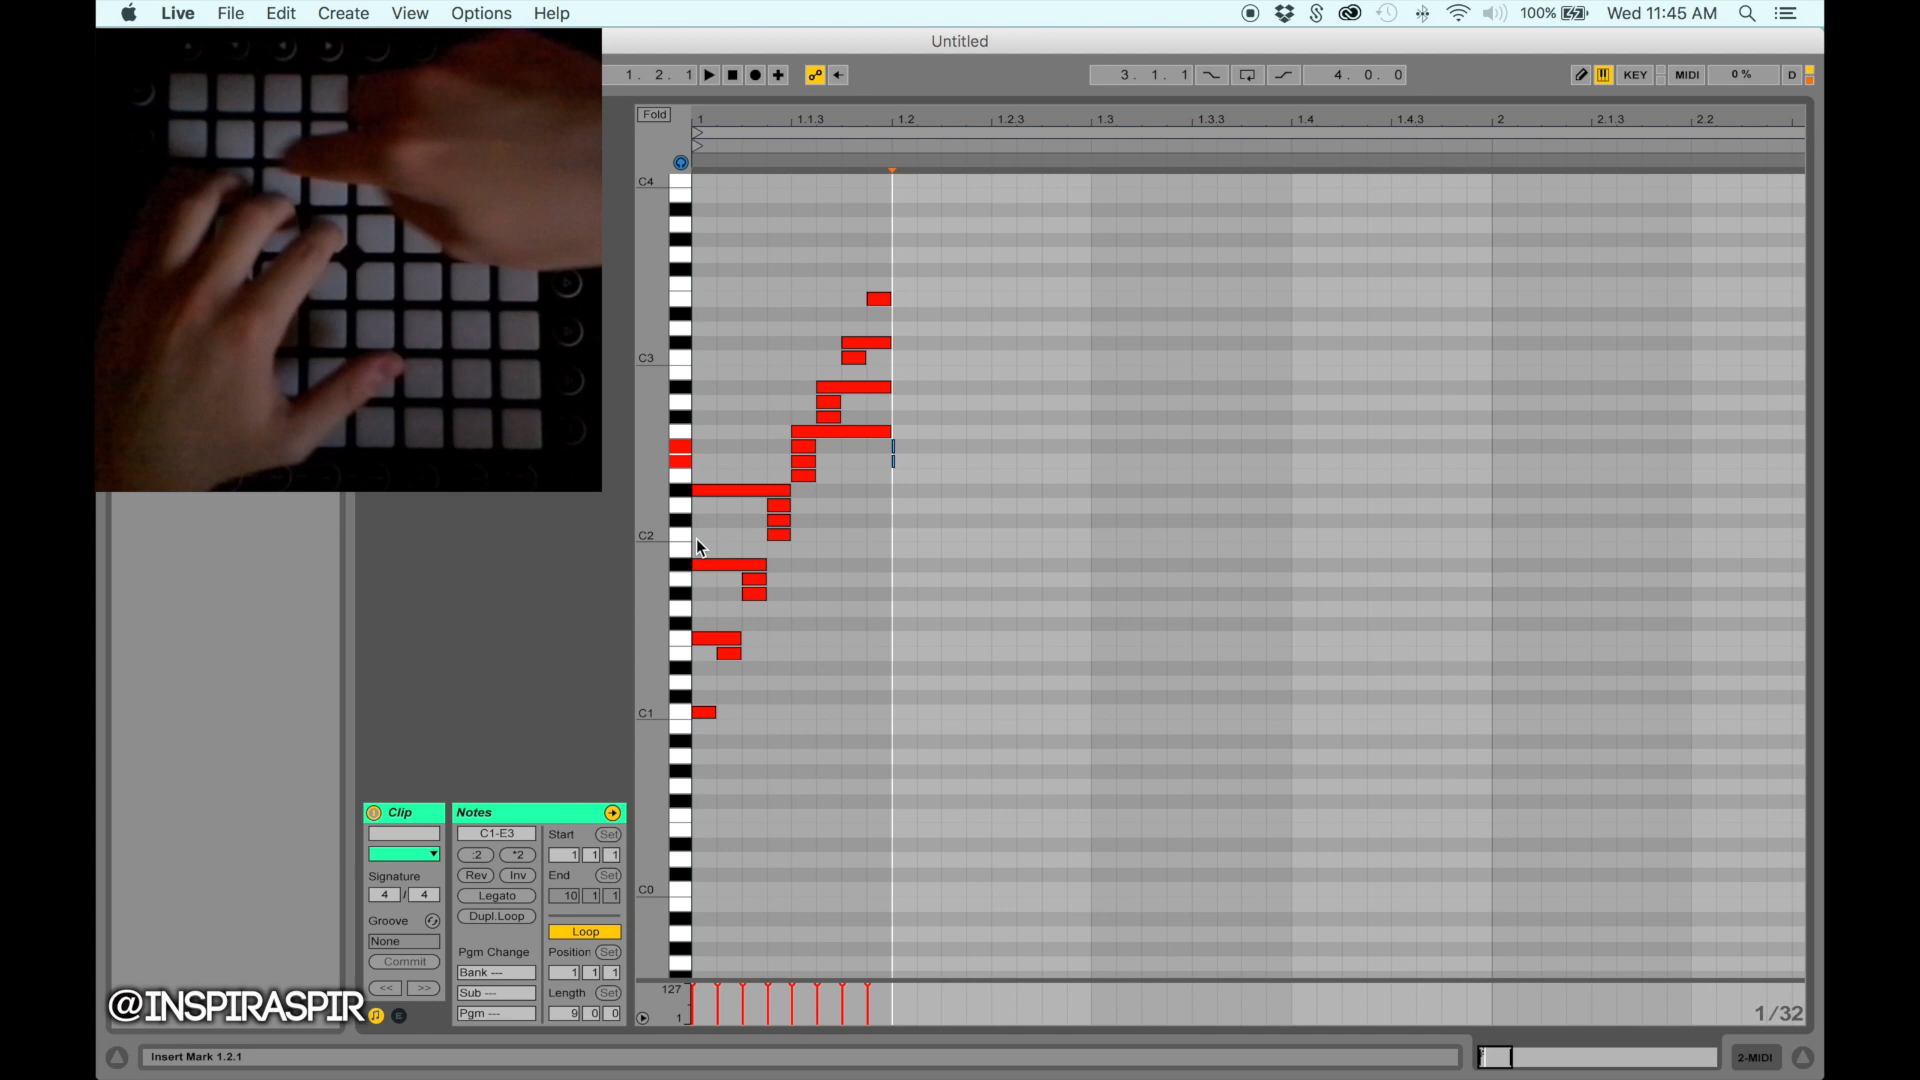 Live File Edit Create View Options Help 100% Wed 11:45 AM
Untitled
1. 2. 1 3. 1. 1 4. 0. 0 KEY MIDI 0 % D
Fold 1 1.1.3 1.2 1.2.3 1.3 1.3.3 1.4 1.4.3 2 2.1.3 2.2
C4
C3
C2
C1
C0
Clip Notes
C1-E3 Start Set
:2 *2 1 1 1
Signature Rev Inv End Set
4 / 4 Legato 10 1 1
Groove Dupl.Loop
None Loop
Commit Pgm Change Position Set
Bank --- 1 1 1
<< >> Sub --- Length Set
Pgm --- 9 0 0
127
1
1/32
@INSPIRASPIR
Insert Mark 1.2.1 2-MIDI